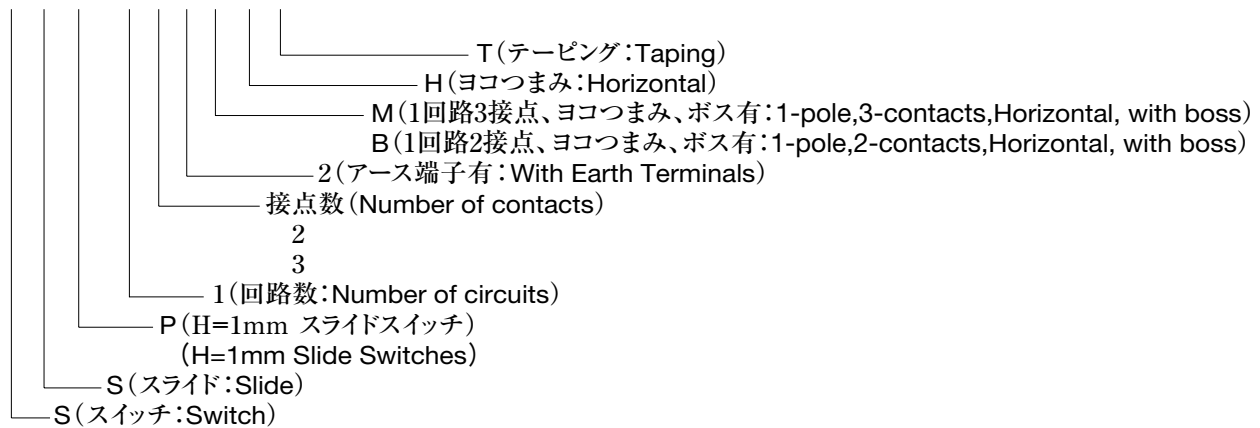 T(テーピング:Taping)
H(ヨコつまみ:Horizontal)
M(1回路3接点、ヨコつまみ、ボス有:1-pole,3-contacts,Horizontal, with boss)
B(1回路2接点、ヨコつまみ、ボス有:1-pole,2-contacts,Horizontal, with boss)
2(アース端子有:With Earth Terminals)
接点数(Number of contacts)
2
3
1(回路数:Number of circuits)
P(H=1mm スライドスイッチ)
(H=1mm Slide Switches)
S(スライド:Slide)
S(スイッチ:Switch)